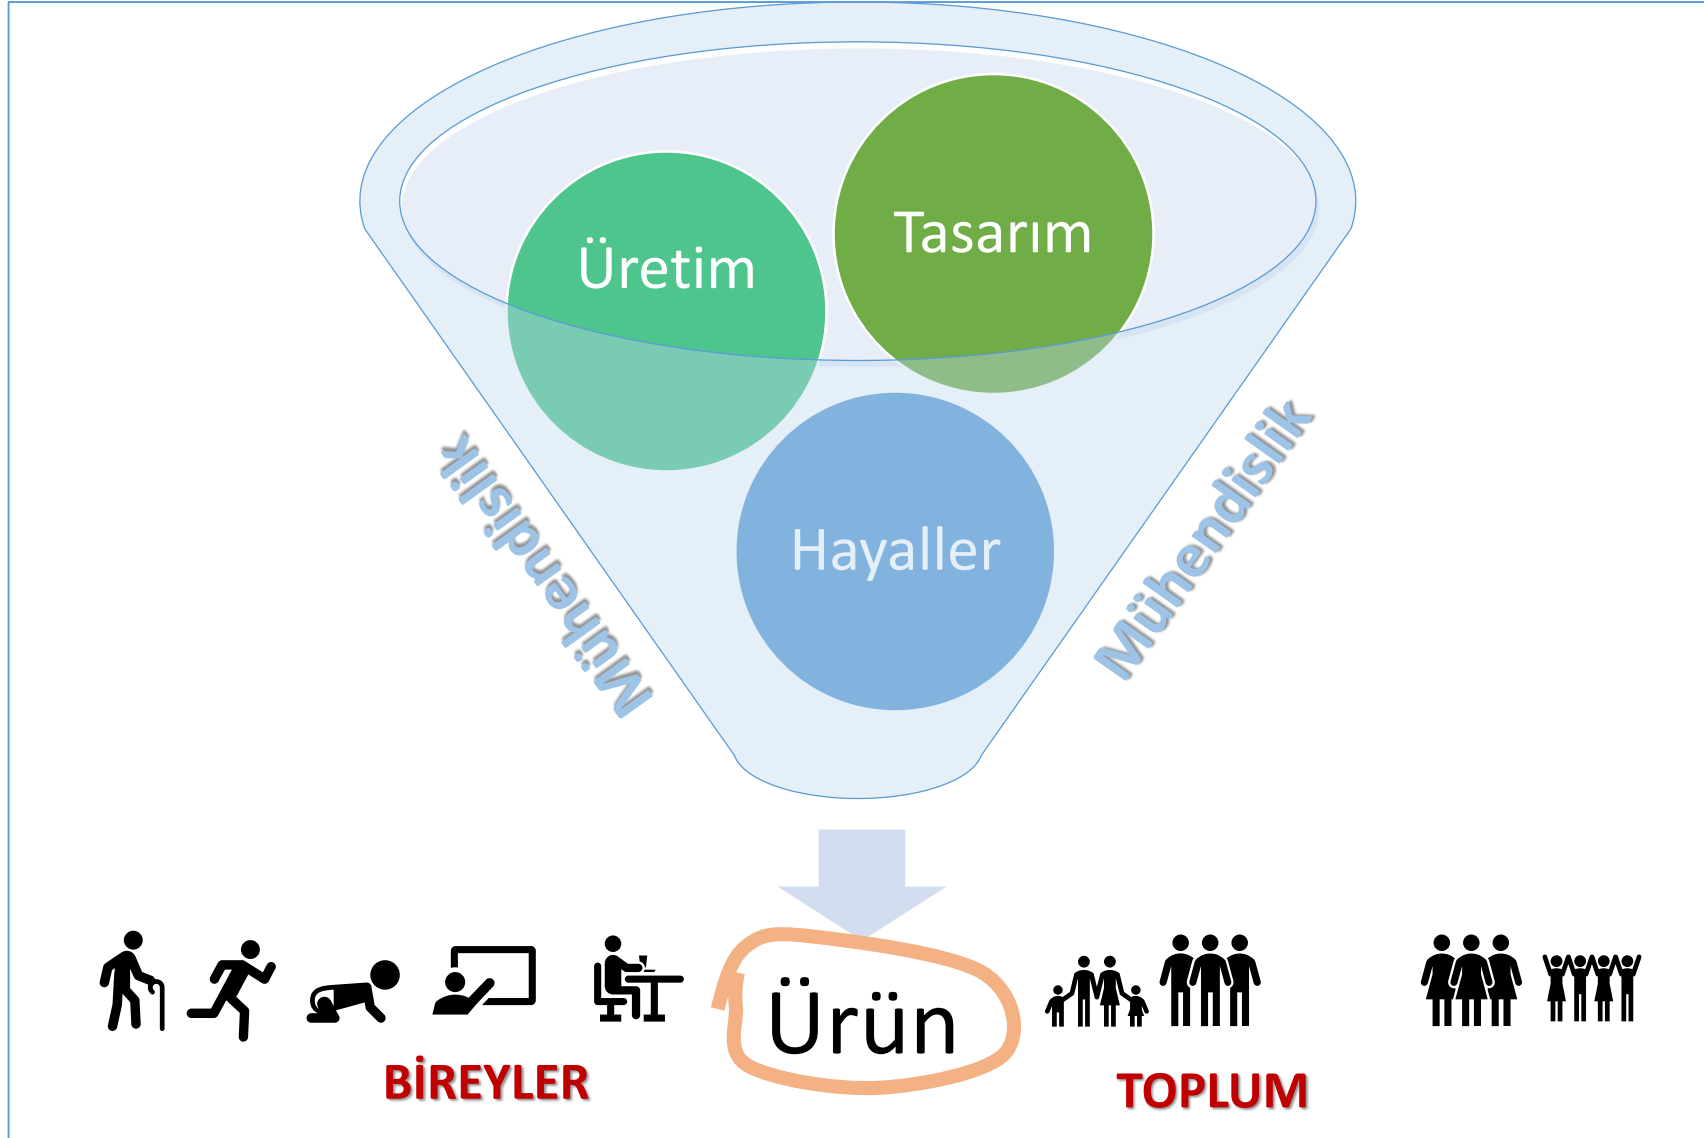 Tasarım
Üretim
Hayaller
Mühendislik
Mühendislik
Ürün
BİREYLER
TOPLUM